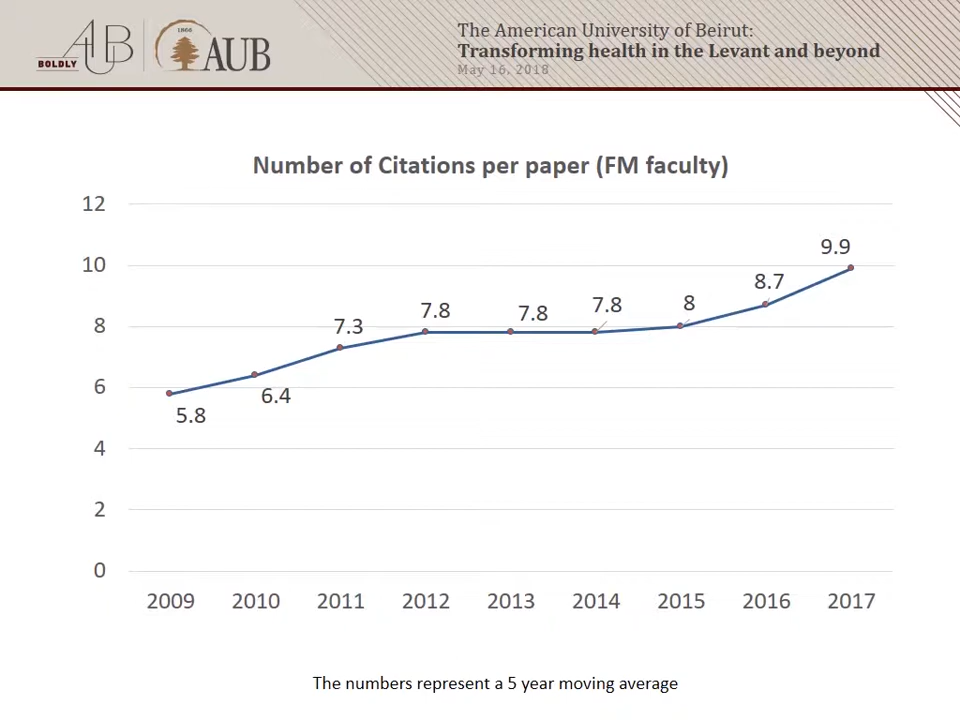 AUB
BOLDLY
1866
AUB
The American University of Beirut:
Transforming health in the Levant and beyond
May 16, 2018
Number of Citations per paper (FM faculty)
12
10
8
6
4
2
0
5.8
6.4
7.3
7.8
7.8
7.8
8
8.7
9.9
2009 2010 2011 2012 2013 2014 2015 2016 2017
The numbers represent a 5 year moving average